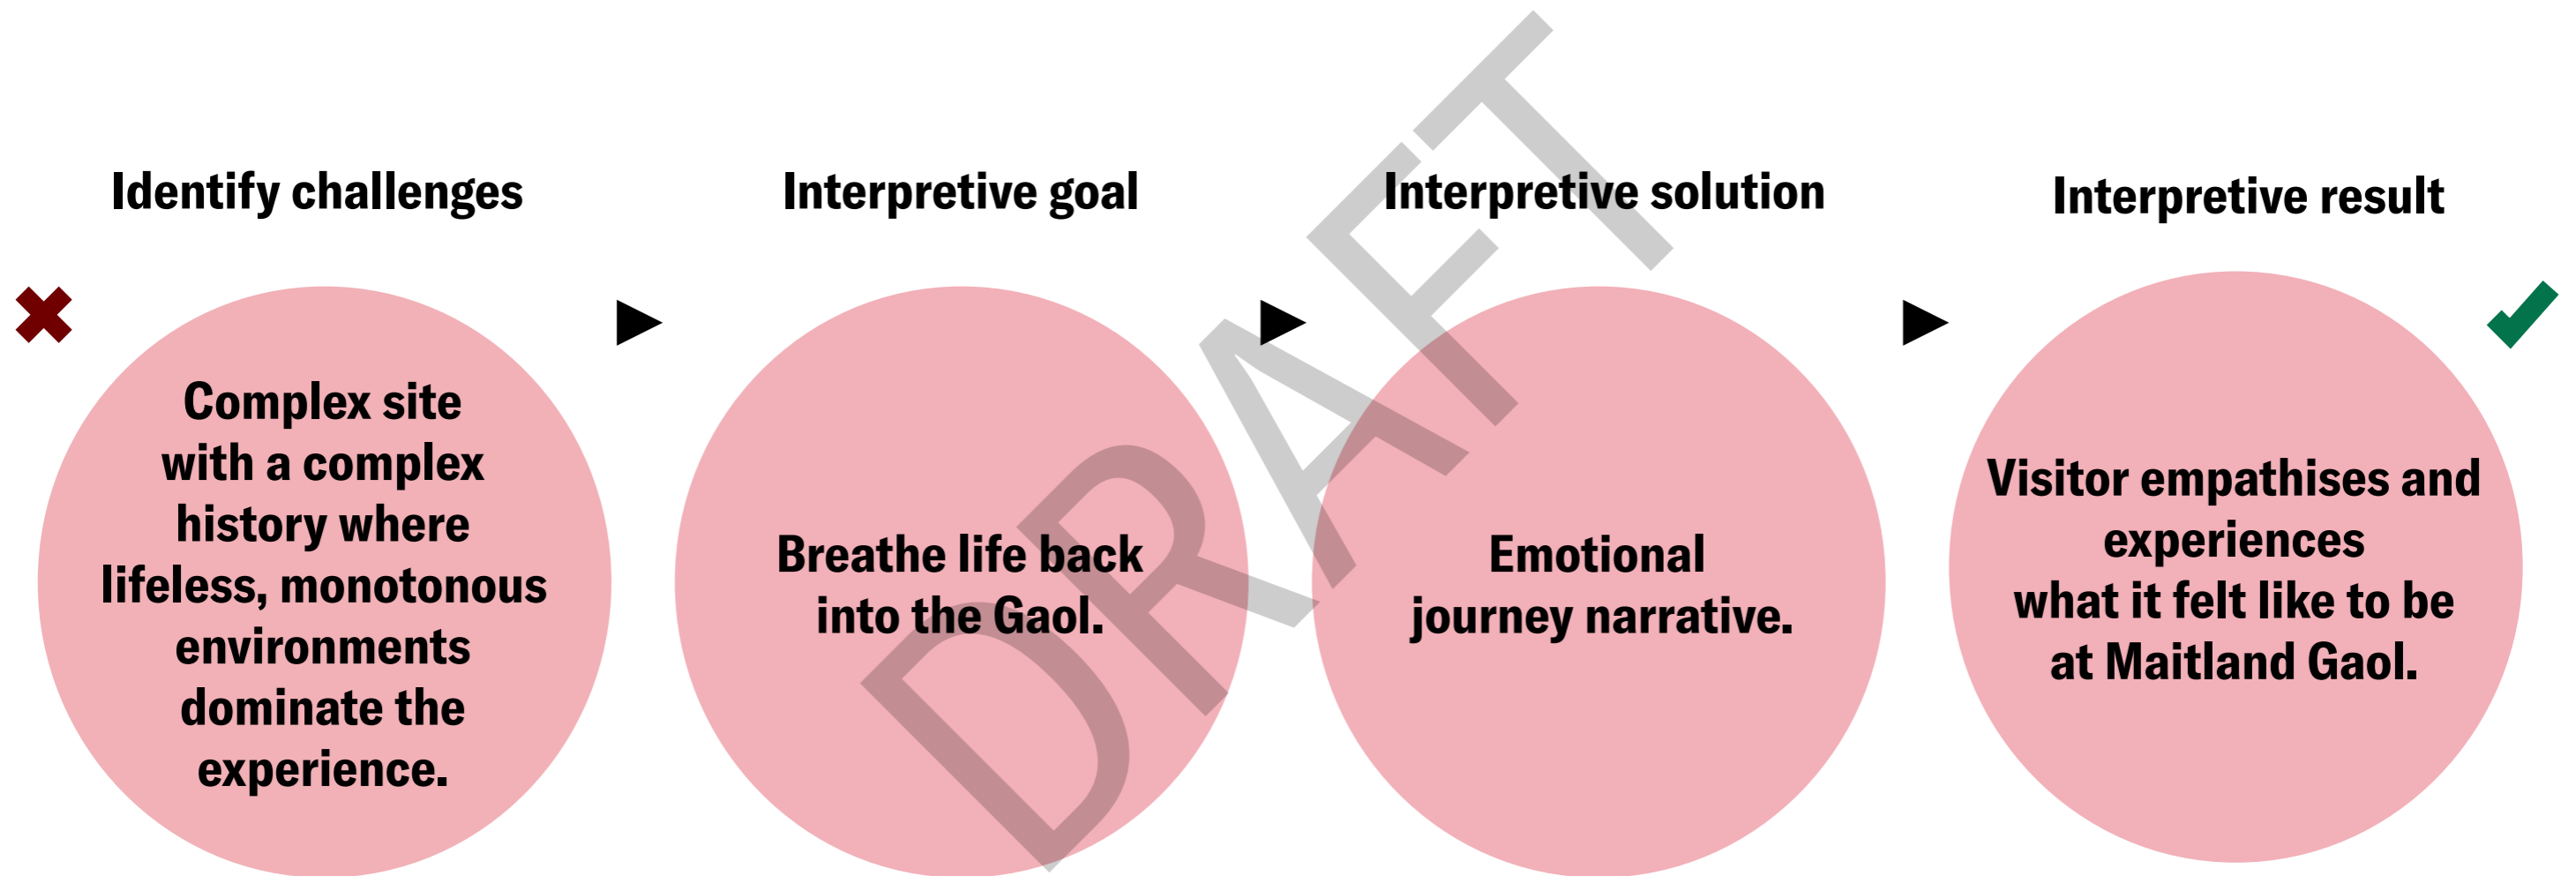 Identify challenges
Complex site
with a complex
history where
lifeless, monotonous
environments
dominate the
experience.
Interpretive goal
Breathe life back
into the Gaol.
Interpretive solution
Emotional
journey narrative.
Interpretive result
Visitor empathises and
experiences
what it felt like to be
at Maitland Gaol.
DRAFT